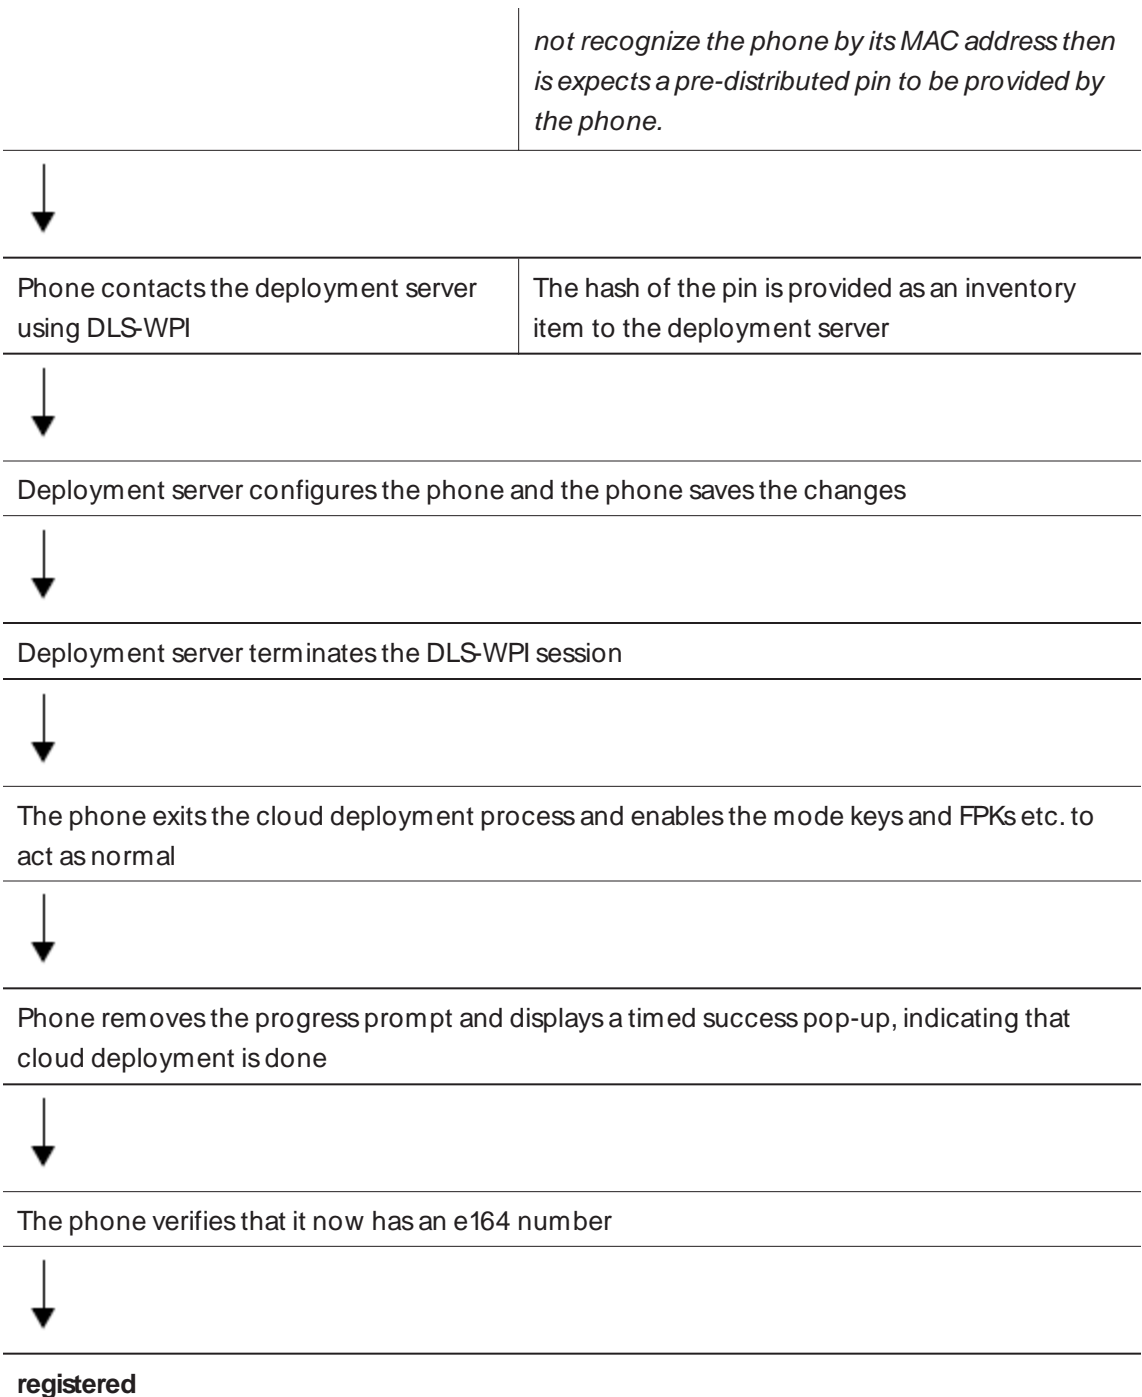 not recognize the phone by its MAC address then
is expects a pre-distributed pin to be provided by
the phone.
Phone contacts the deployment server
using DLS-WPI
The hash of the pin is provided as an inventory
item to the deployment server
Deployment server configures the phone and the phone saves the changes
Deployment server terminates the DLS-WPI session
The phone exits the cloud deployment process and enables the mode keys and FPKs etc. to
act as normal
Phone removes the progress prompt and displays a timed success pop-up, indicating that
cloud deployment is done
The phone verifies that it now has an e164 number
registered